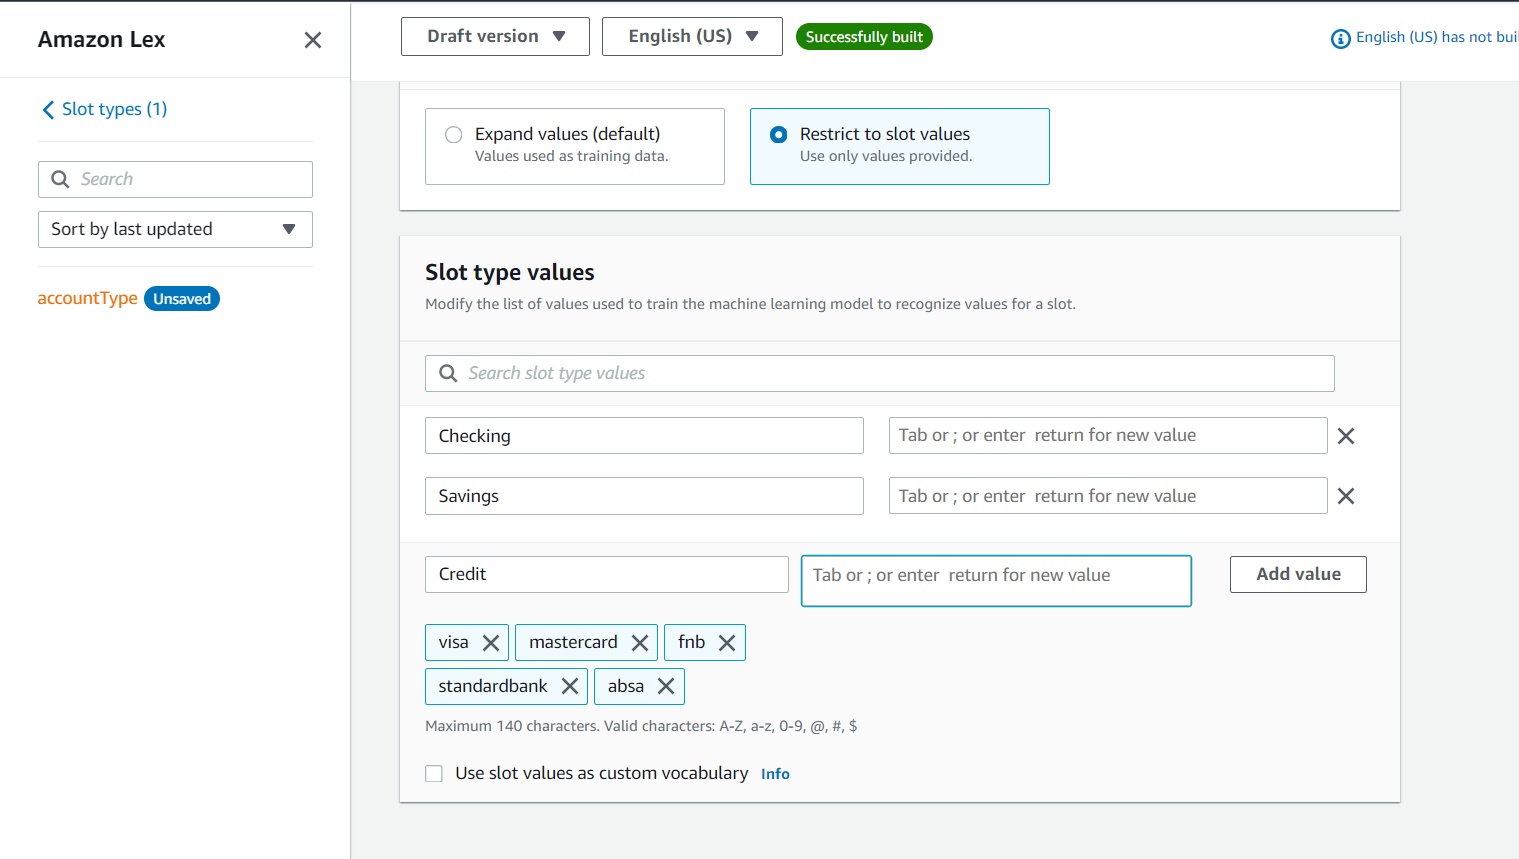 Amazon Lex
Draft version
English (US)
Successfully built
English (US) has not buil
Slot types (1)
Search
Sort by last updated
accountType Unsaved
Expand values (default)
Values used as training data.
Restrict to slot values
Use only values provided.
Slot type values
Modify the list of values used to train the machine learning model to recognize values for a slot.
Search slot type values
Checking
Tab or ; or enter return for new value
Savings
Tab or ; or enter return for new value
Credit
Tab or ; or enter return for new value
Add value
visa mastercard fnb
standardbank absa
Maximum 140 characters. Valid characters: A-Z, a-z, 0-9, @, #, $
Use slot values as custom vocabulary Info